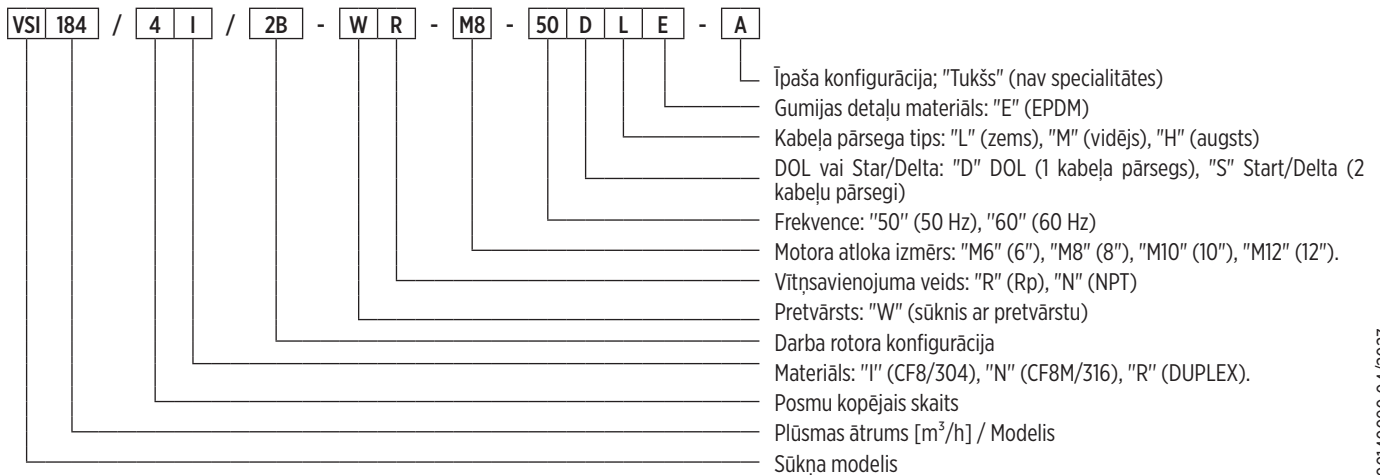 VSI 184 / 4 I / 2B - W R - M8 - 50 D L E - A
Īpaša konfigurācija; "Tukšs" (nav specialitātes)
Gumijas detaļu materiāls: "E" (EPDM)
Kabeļa pārsega tips: "L" (zems), "M" (vidējs), "H" (augsts)
DOL vai Star/Delta: "D" DOL (1 kabeļa pārsegs), "S" Start/Delta (2
kabeļu pārsegi)
Frekvence: "50" (50 Hz), "60" (60 Hz)
Motora atloka izmērs: "M6" (6"), "M8" (8"), "M10" (10"), "M12" (12").
Vītņsavienojuma veids: "R" (Rp), "N" (NPT)
Pretvārsts: "W" (sūknis ar pretvārstu)
Darba rotora konfigurācija
Materiāls: "I" (CF8/304), "N" (CF8M/316), "R" (DUPLEX).
Posmu kopējais skaits
Plūsmas ātrums [m³/h] / Modelis
Sūkņa modelis